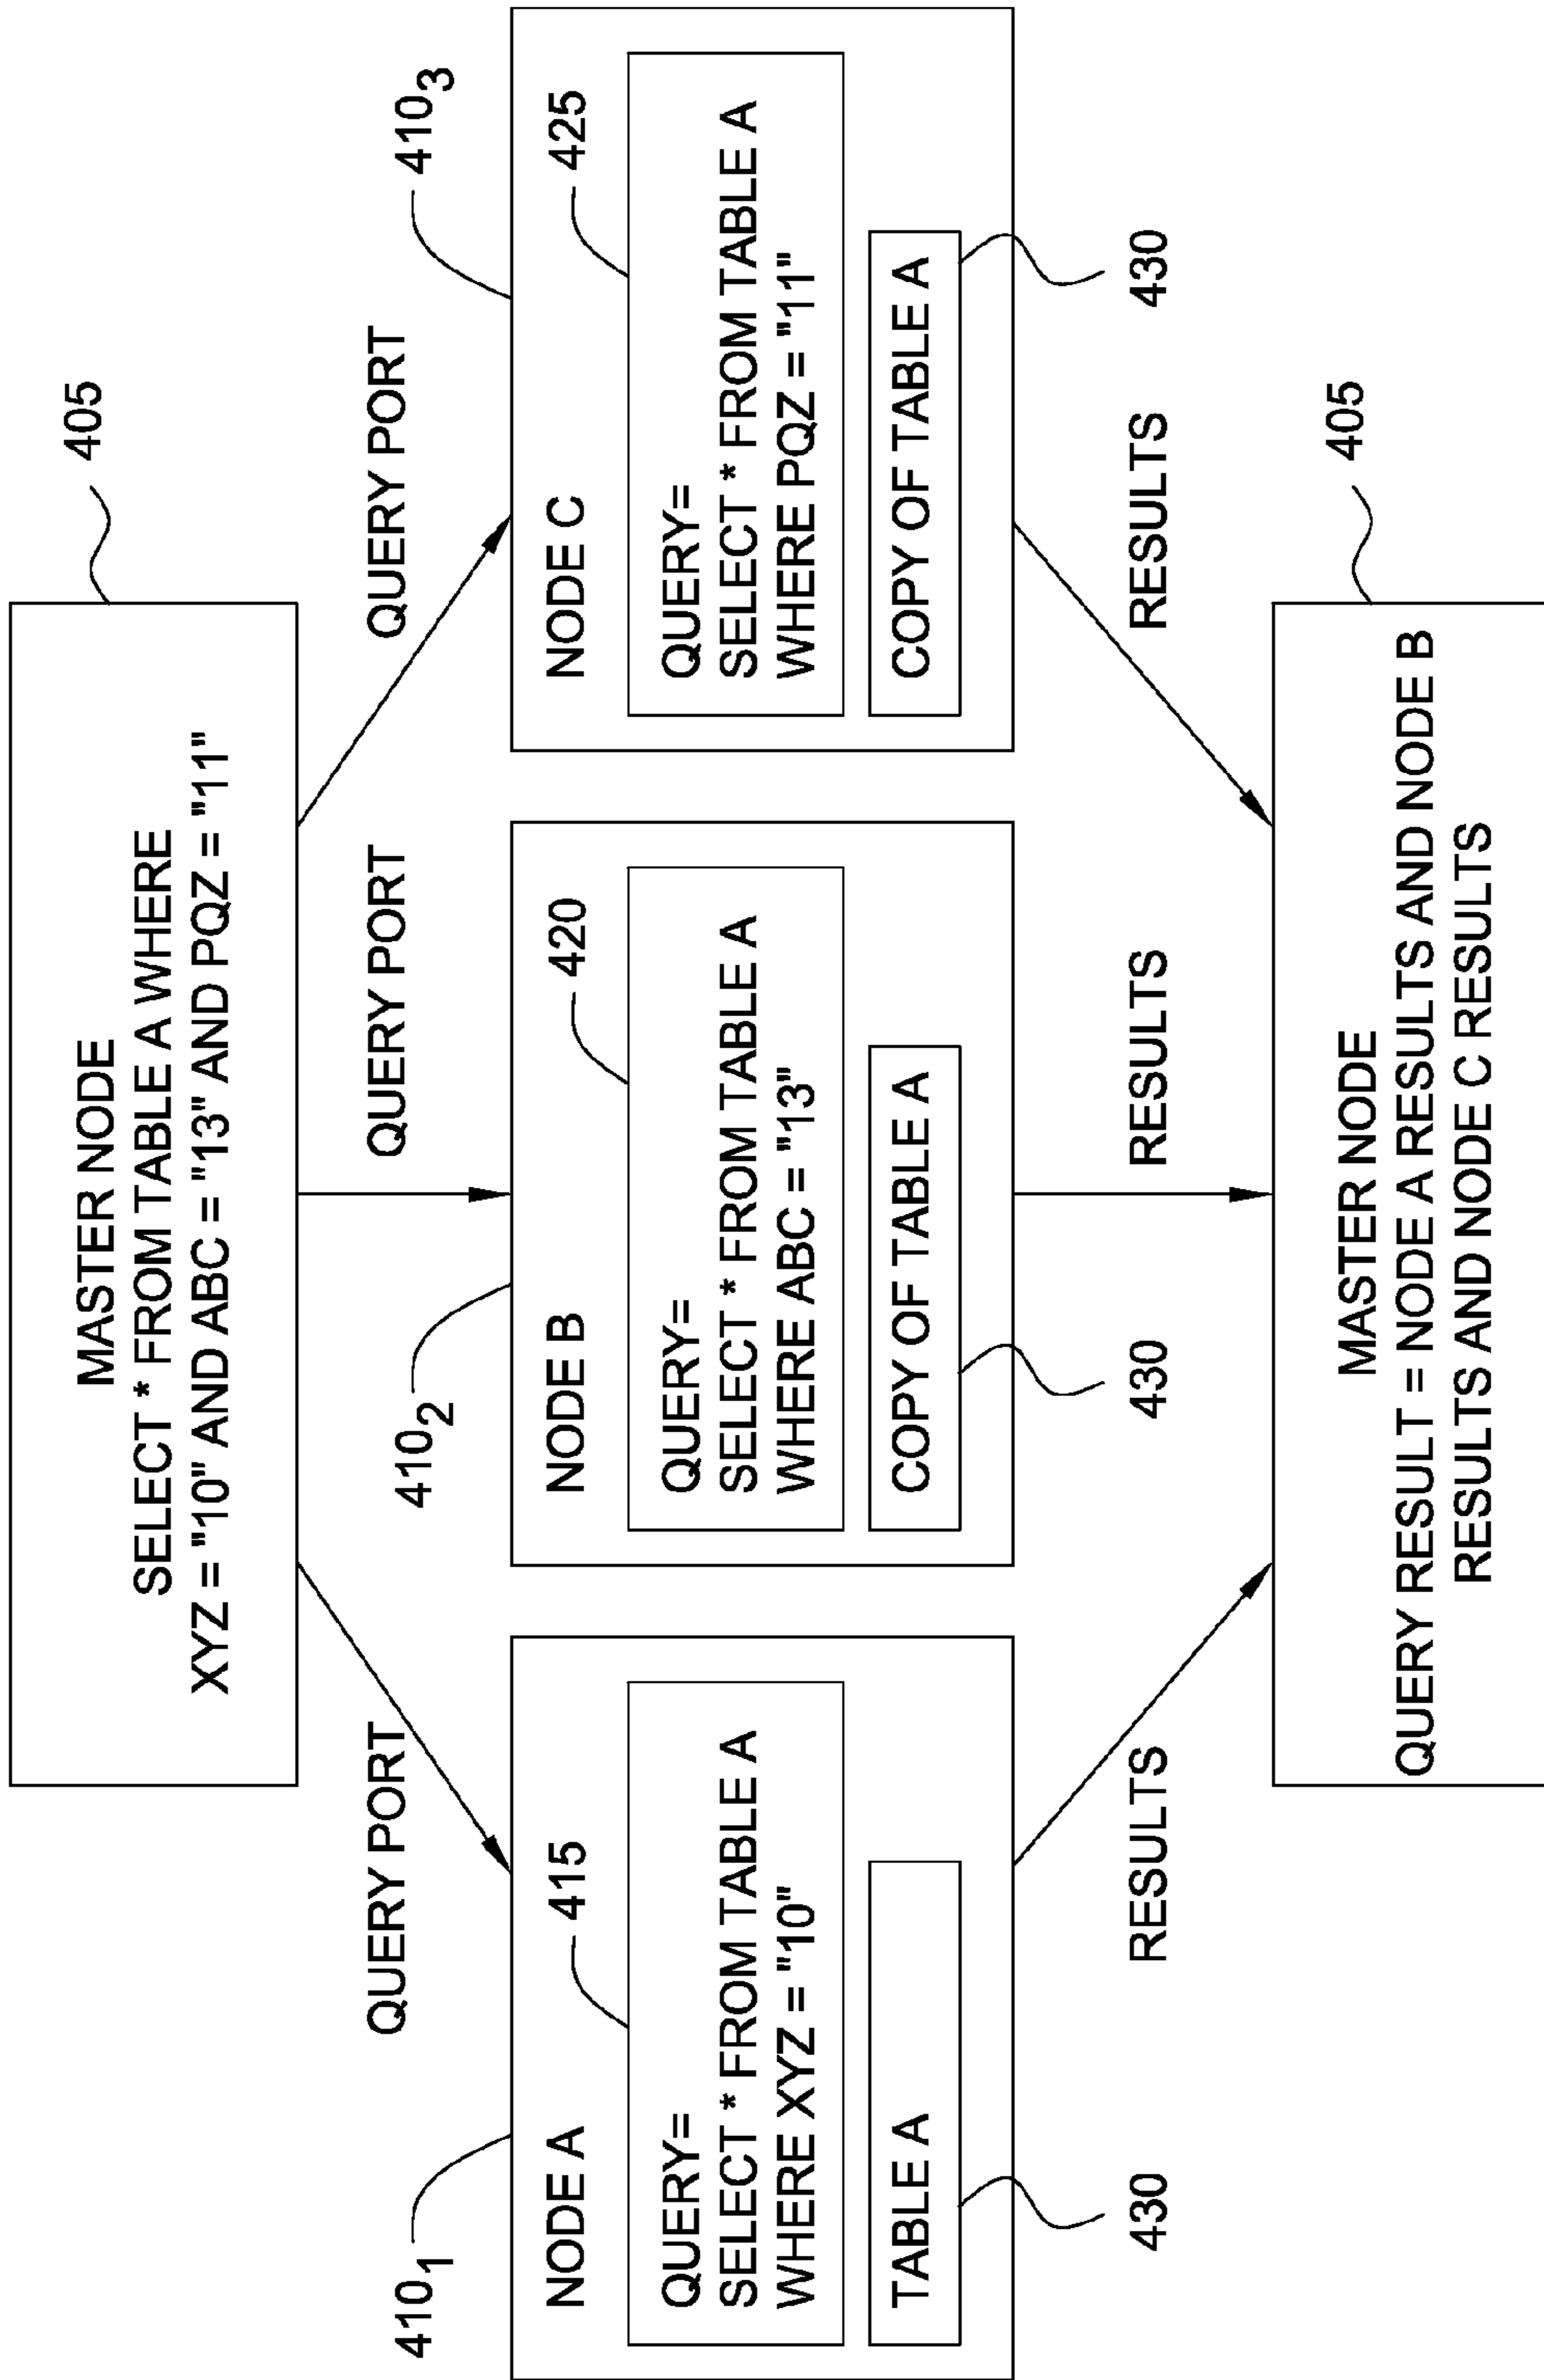 405
MASTER NODE
SELECT * FROM TABLE A WHERE
XYZ = "10" AND ABC = "13" AND PQZ = "11"
QUERY PORT
QUERY PORT
QUERY PORT
410₁
NODE A
415
QUERY=
SELECT * FROM TABLE A
WHERE XYZ = "10"
TABLE A
430
410₂
NODE B
420
QUERY=
SELECT * FROM TABLE A
WHERE ABC = "13"
COPY OF TABLE A
430
410₃
NODE C
425
QUERY=
SELECT * FROM TABLE A
WHERE PQZ = "11"
COPY OF TABLE A
430
RESULTS
RESULTS
RESULTS
405
MASTER NODE
QUERY RESULT = NODE A RESULTS AND NODE B
RESULTS AND NODE C RESULTS